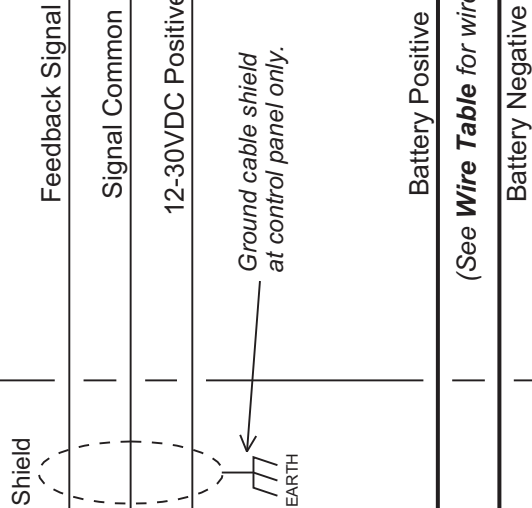 Feedback Signal
Shield
Signal Common
12-30VDC Positive
Ground cable shield
at control panel only.
EARTH
Battery Positive
(See Wire Table for wire
Battery Negative